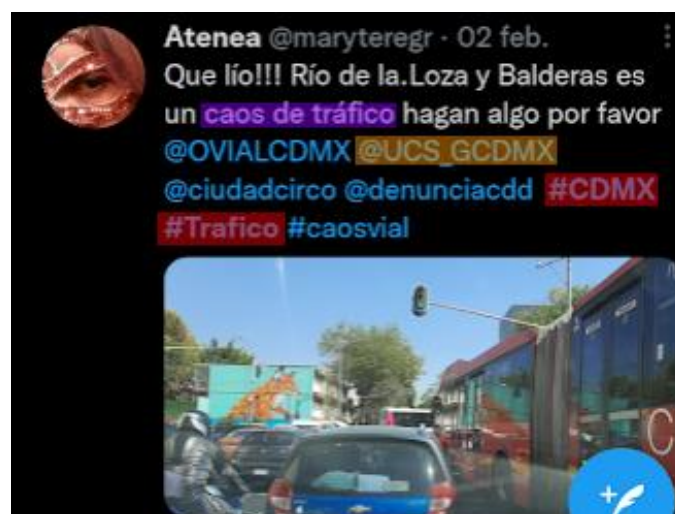 Atenea @maryteregr · 02 feb.
Que lío!!! Río de la.Loza y Balderas es
un caos de tráfico hagan algo por favor
@OVIALCDMX @UCS_GCDMX
@ciudadcirco @denunciacdd #CDMX
#Trafico #caosvial
C